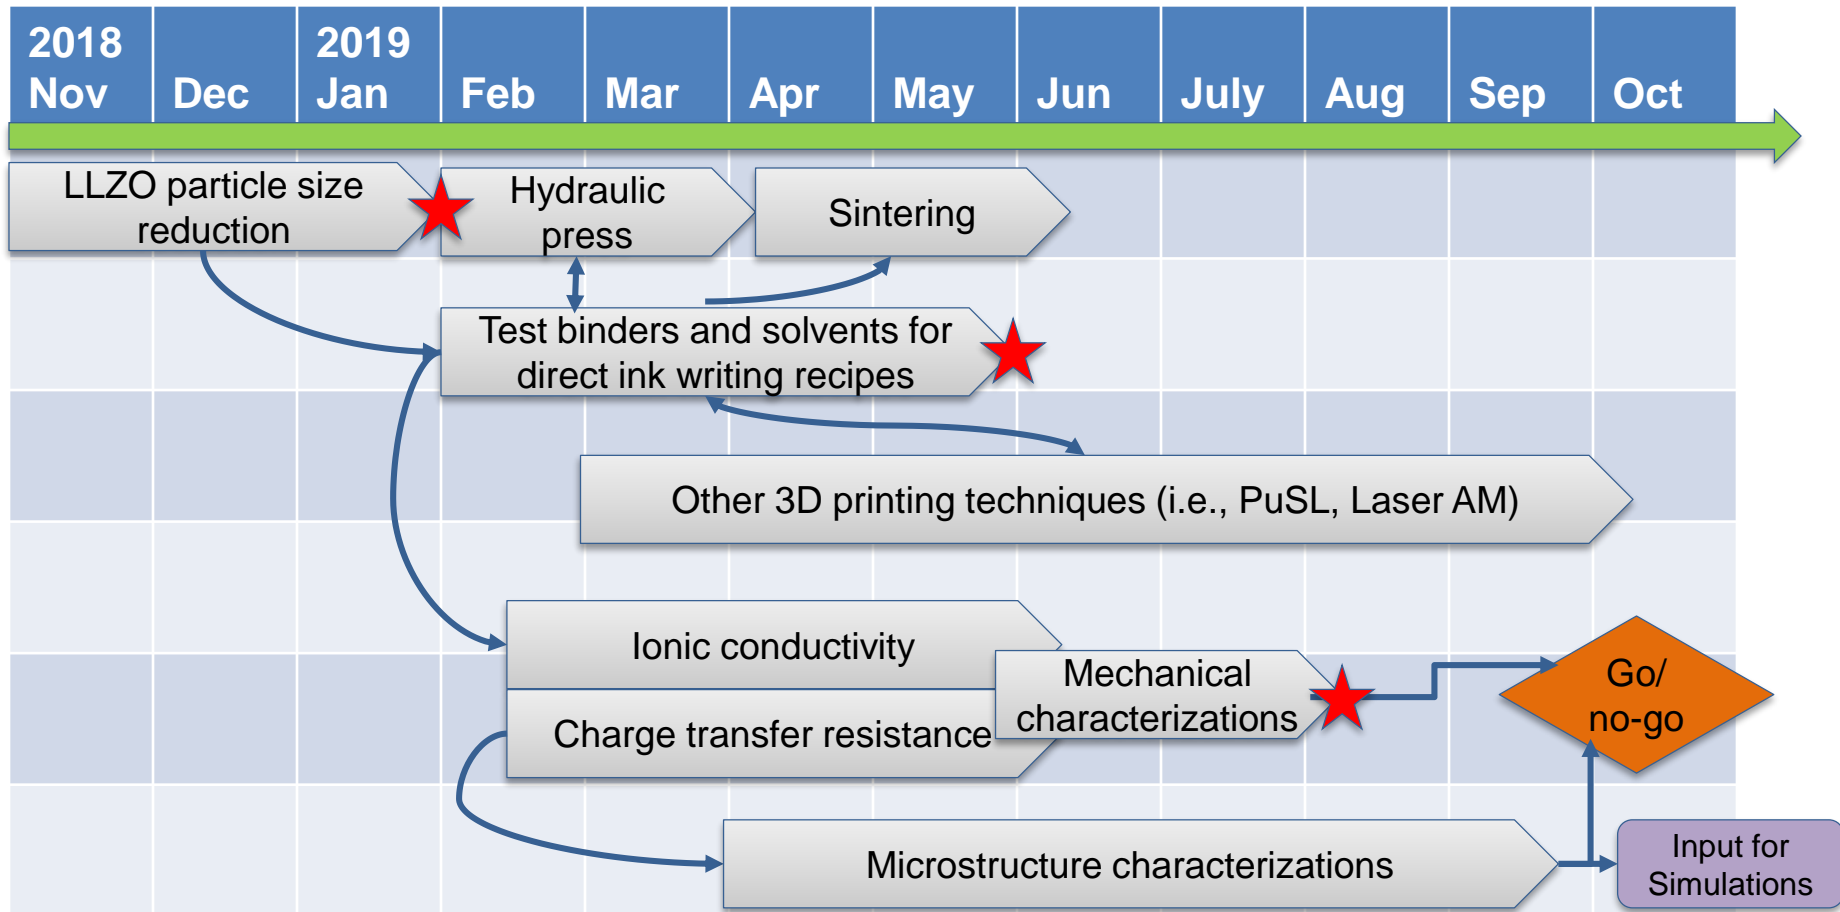 2018
Nov
Dec
2019
Jan
Feb
Mar
Apr
May
Jun
July
Aug
Sep
Oct
LLZO particle size
reduction
Hydraulic
press
Sintering
Test binders and solvents for
direct ink writing recipes
Other 3D printing techniques (i.e., PuSL, Laser AM)
Ionic conductivity
Mechanical
characterizations
Go/
no-go
Charge transfer resistance
Microstructure characterizations
Input for
Simulations